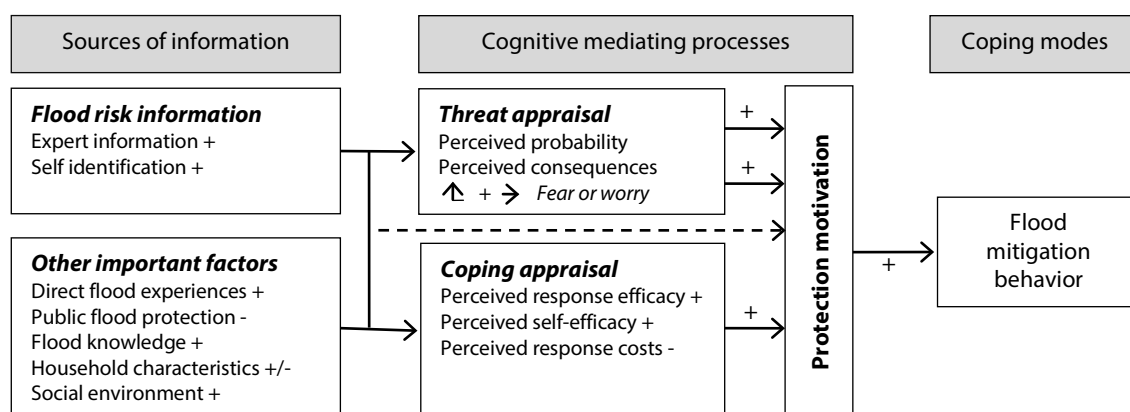 Sources of information
Cognitive mediating processes
Coping modes
Flood risk information
Expert information +
Self identification +
Other important factors
Direct flood experiences +
Public flood protection -
Flood knowledge +
Household characteristics +/-
Social environment +
Threat appraisal
Perceived probability
Perceived consequences
+ Fear or worry
Coping appraisal
Perceived response efficacy +
Perceived self-efficacy +
Perceived response costs -
+
+
+
Protection motivation
+
Flood
mitigation
behavior